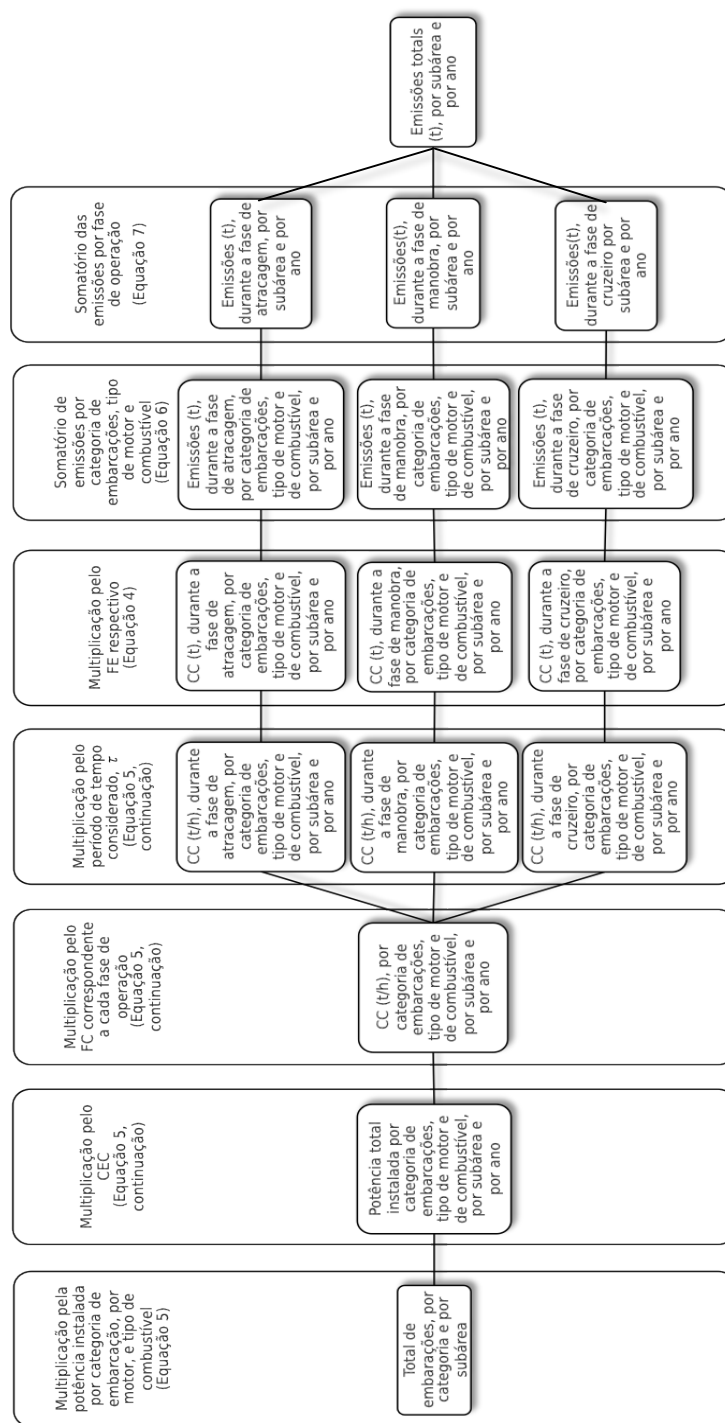 Multiplicação pela
potência instalada
por categoria de
embarcação, por
motor, e tipo de
combustível
(Equação 5)
Total de
embarações, por
categoria e por
subárea
Multiplicação pelo
CEC
(Equação 5,
continuação)
Potência total
instalada por
categoria de
embarcações,
tipo de motor e
de combustível,
por subárea e
por ano
Multiplicação pelo
FC correspondente
a cada fase de
operação
(Equação 5,
continuação)
CC (t/h), por
categoria de
embarcações,
tipo de motor e
de combustível,
por subárea e
por ano
Multiplicação pelo
período de tempo
considerado, τ
(Equação 5,
continuação)
CC (t/h), durante
a fase de
atracagem, por
categoria de
embarcações,
tipo de motor e
de combustível,
por subárea e
por ano
CC (t/h), durante
a fase de
manobra, por
categoria de
embarcações,
tipo de motor e
de combustível,
por subárea e
por ano
CC (t/h), durante
a fase de
cruzeiro, por
categoria de
embarcações,
tipo de motor e
de combustível,
por subárea e
por ano
Multiplicação pelo
FE respectivo
(Equação 4)
CC (t), durante a
fase de
atracagem, por
categoria de
embarcações,
tipo de motor e
de combustível,
por subárea e
por ano
CC (t), durante a
fase de manobra,
por categoria de
embarcações,
tipo de motor e
de combustível,
por subárea e
por ano
CC (t), durante a
fase de cruzeiro,
por categoria de
embarcações,
tipo de motor e
de combustível,
por subárea e
por ano
Somatório de
emissões por
categoria de
embarcações, tipo
de motor e
combustível
(Equação 6)
Emissões (t),
durante a fase
de atracagem,
por categoria de
embarcações,
tipo de motor e
de combustível,
por subárea e
por ano
Emissões (t),
durante a fase
de manobra, por
categoria de
embarcações,
tipo de motor e
de combustível,
por subárea e
por ano
Emissões (t),
durante a fase
de cruzeiro, por
categoria de
embarcações,
tipo de motor e
de combustível,
por subárea e
por ano
Somatório das
emissões por fase
de operação
(Equação 7)
Emissões (t),
durante a fase de
atracagem, por
subárea e por
ano
Emissões(t),
durante a fase de
manobra, por
subárea e por
ano
Emissões(t),
durante a fase de
cruzeiro por
subárea e por
ano
Emissões totals
(t), por subárea e
por ano